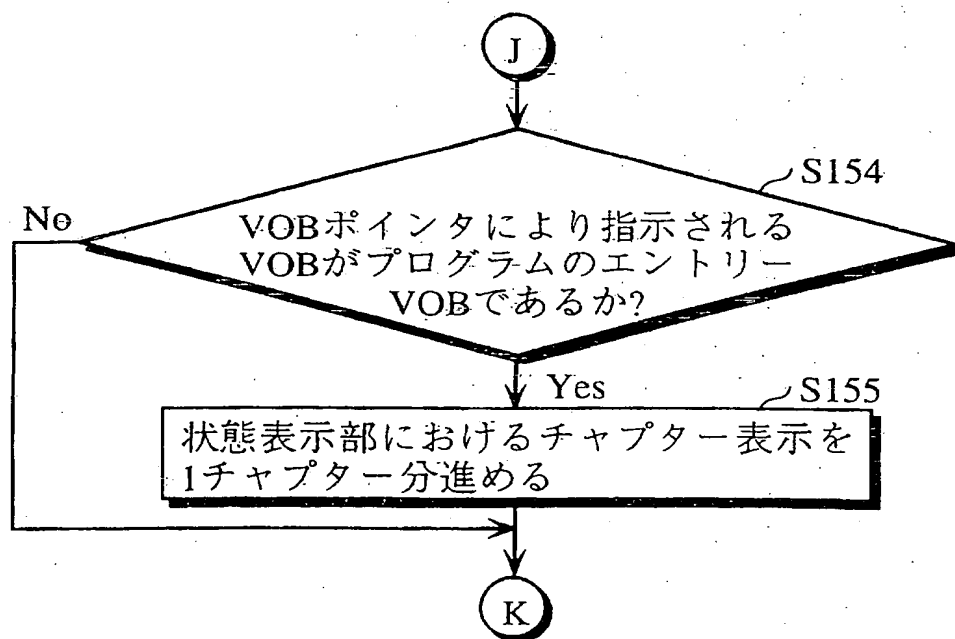 J
S154
No
VOBポインタにより指示される
VOBがプログラムのエントリー
VOBであるか?
Yes
S155
状態表示部におけるチャプター表示を
1チャプター分進める
K